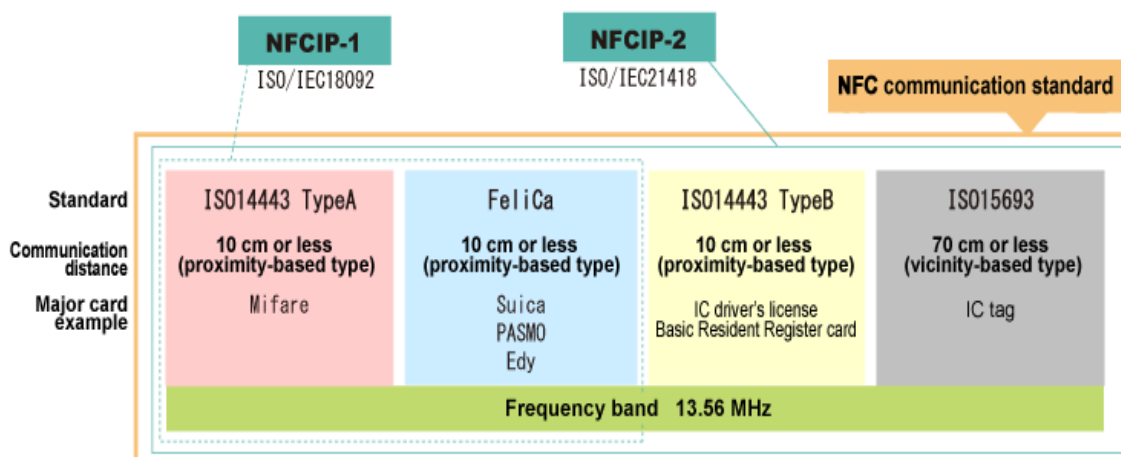 NFCIP-1
ISO/IEC18092
NFCIP-2
ISO/IEC21418
NFC communication standard
Standard
ISO14443 TypeA
FeliCa
ISO14443 TypeB
ISO15693
Communication
distance
10 cm or less
(proximity-based type)
10 cm or less
(proximity-based type)
10 cm or less
(proximity-based type)
70 cm or less
(vicinity-based type)
Major card
example
Mifare
Suica
PASMO
Edy
IC driver's license
Basic Resident Register card
IC tag
Frequency band 13.56 MHz